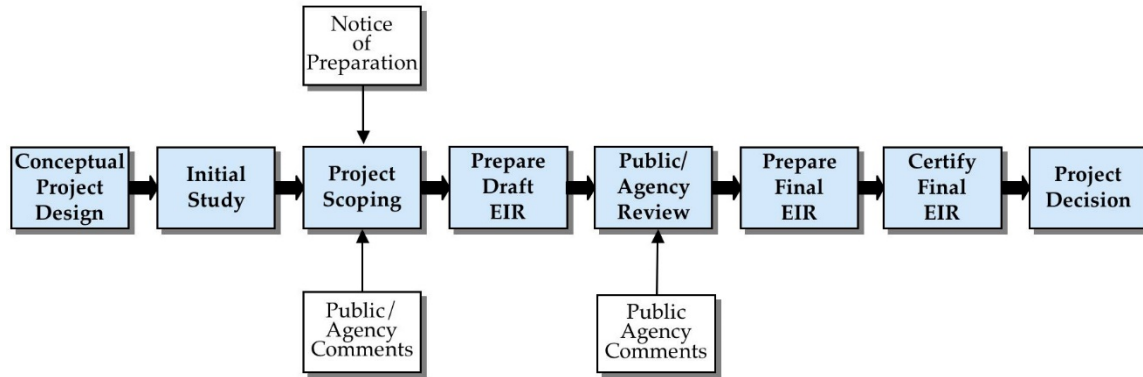 Notice
of
Preparation
Conceptual
Project
Design
Initial
Study
Project
Scoping
Prepare
Draft
EIR
Public/
Agency
Review
Prepare
Final
EIR
Certify
Final
EIR
Project
Decision
Public/
Agency
Comments
Public
Agency
Comments